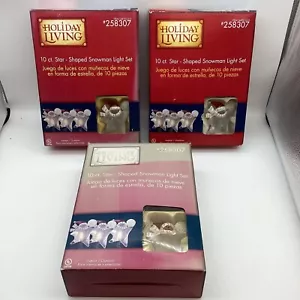 HOLIDAY
LIVING
#258307
10 ct. Star - Shaped Snowman Light Set
Juego de luces con muñecos de nieve
en forma de estrella, de 10 piezas
HOLIDAY
LIVING
#258307
10 ct. Star - Shaped Snowman Light Set
Juego de luces con muñecos de nieve
en forma de estrella, de 10 piezas
LIVING
#258307
10 ct. Star - Shaped Snowman Light Set
Juego de luces con muñecos de nieve
en forma de estrella, de 10 piezas